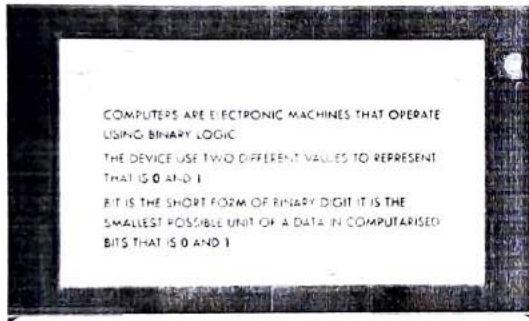 COMPUTERS ARE ELECTRONIC MACHINES THAT OPERATE
USING BINARY LOGIC
THE DEVICE USE TWO DIFFERENT VALUES TO REPRESENT
THAT IS 0 AND 1
BIT IS THE SHORT FORM OF BINARY DIGIT IT IS THE
SMALLEST POSSIBLE UNIT OF A DATA IN COMPUTARISED
BITS THAT IS 0 AND 1